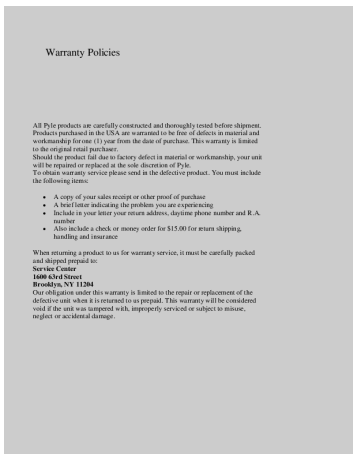 Warranty Policies
All Pyle products are carefully constructed and thoroughly tested before shipment.
Products purchased in the USA are warranted to be free of defects in material and
workmanship for one (1) year from the date of purchase. This warranty is limited
to the original retail purchaser.
Should the product fail due to factory defect in material or workmanship, your unit
will be repaired or replaced at the sole discretion of Pyle.
To obtain warranty service please send in the defective product. You must include
the following items:
• A copy of your sales receipt or other proof of purchase
• A brief letter indicating the problem you are experiencing
• Include in your letter your return address, daytime phone number and R.A.
number
• Also include a check or money order for $15.00 for return shipping,
handling and insurance
When returning a product to us for warranty service, it must be carefully packed
and shipped prepaid to:
Service Center
1600 63rd Street
Brooklyn, NY 11204
Our obligation under this warranty is limited to the repair or replacement of the
defective unit when it is returned to us prepaid. This warranty will be considered
void if the unit was tampered with, improperly serviced or subject to misuse,
neglect or accidental damage.